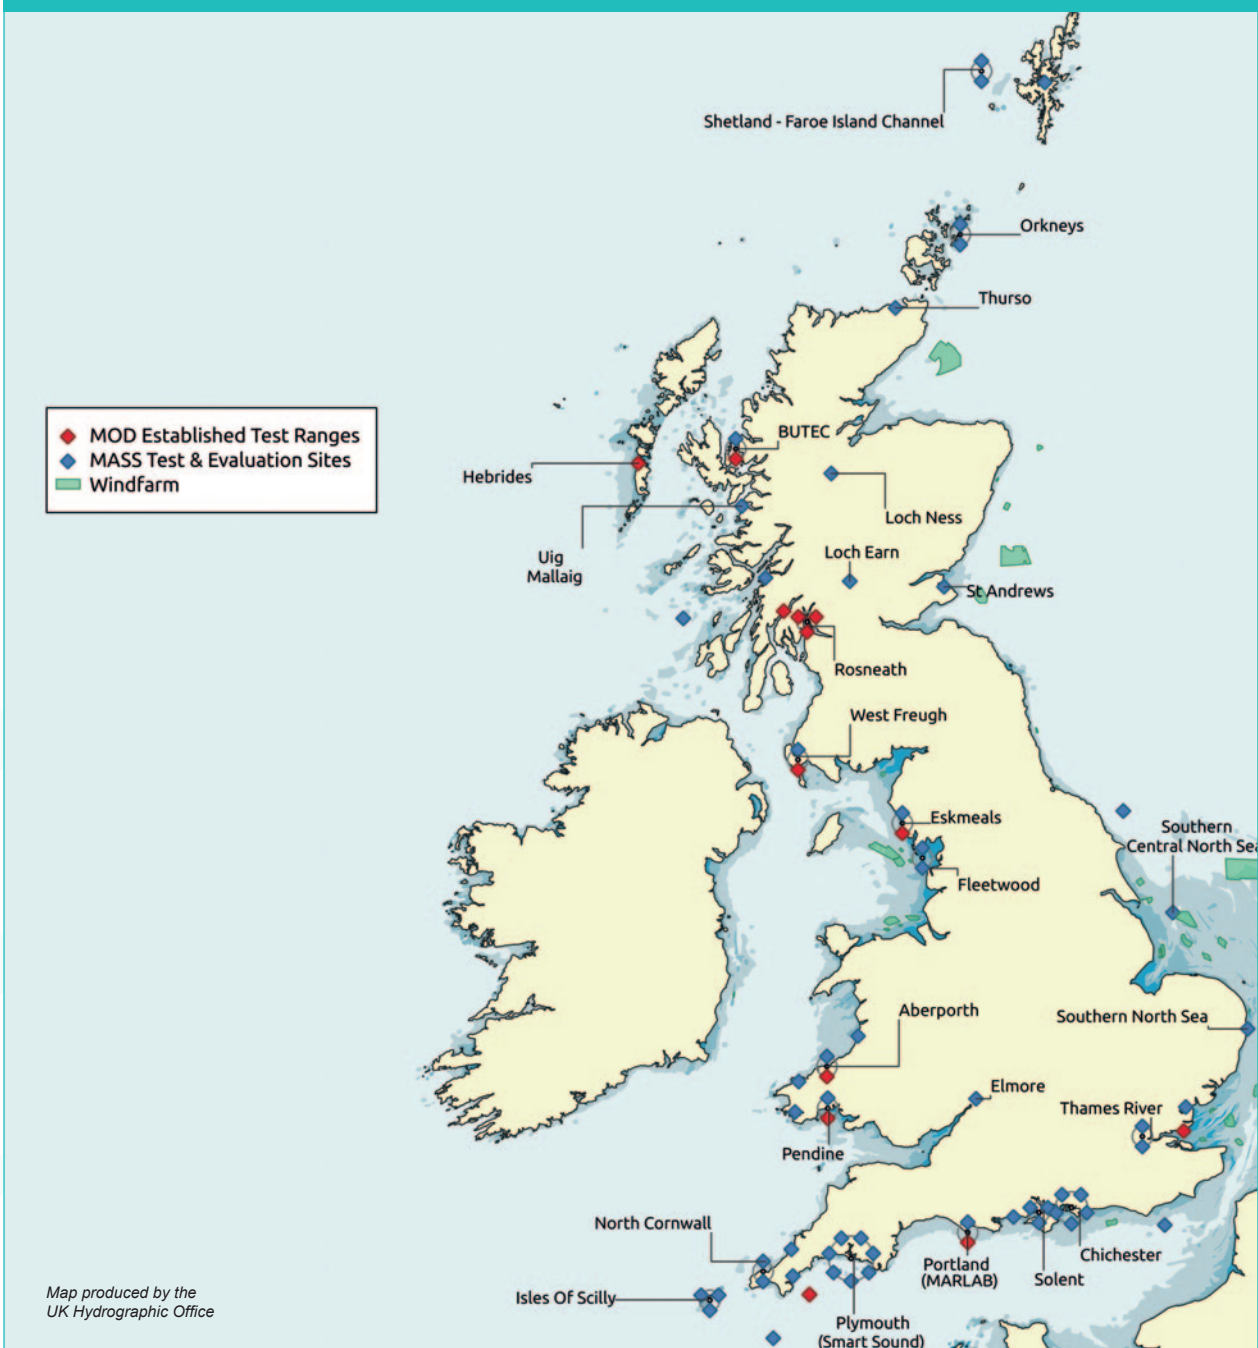 Shetland - Faroe Island Channel
Orkneys
Thurso
MOD Established Test Ranges
MASS Test & Evaluation Sites
Windfarm
BUTEC
Hebrides
Loch Ness
Uig
Mallaig
Loch Earn
St Andrews
Rosneath
West Freugh
Eskmeals
Southern
Central North Sea
Fleetwood
Aberporth
Southern North Sea
Elmore
Thames River
Pendine
North Cornwall
Chichester
Portland
(MARLAB)
Solent
Isles Of Scilly
Plymouth
(Smart Sound)
Map produced by the
UK Hydrographic Office